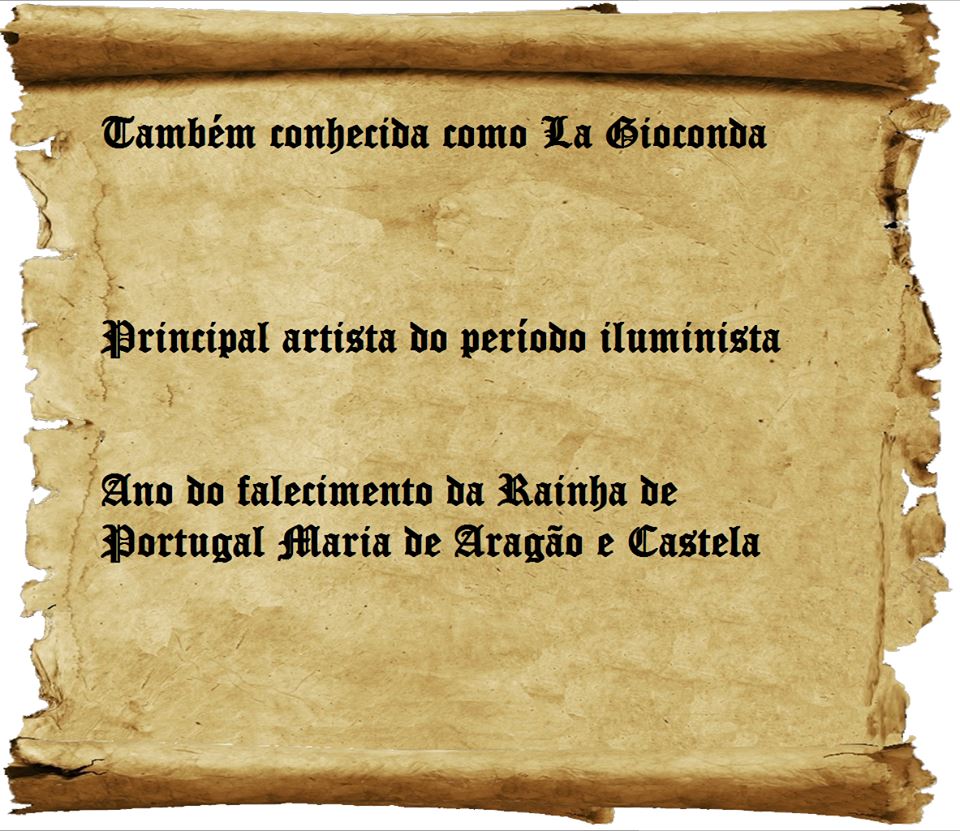 Também conhecida como La Gioconda
Principal artista do período iluminista
Ano do falecimento da Rainha de
Portugal Maria de Aragão e Castela